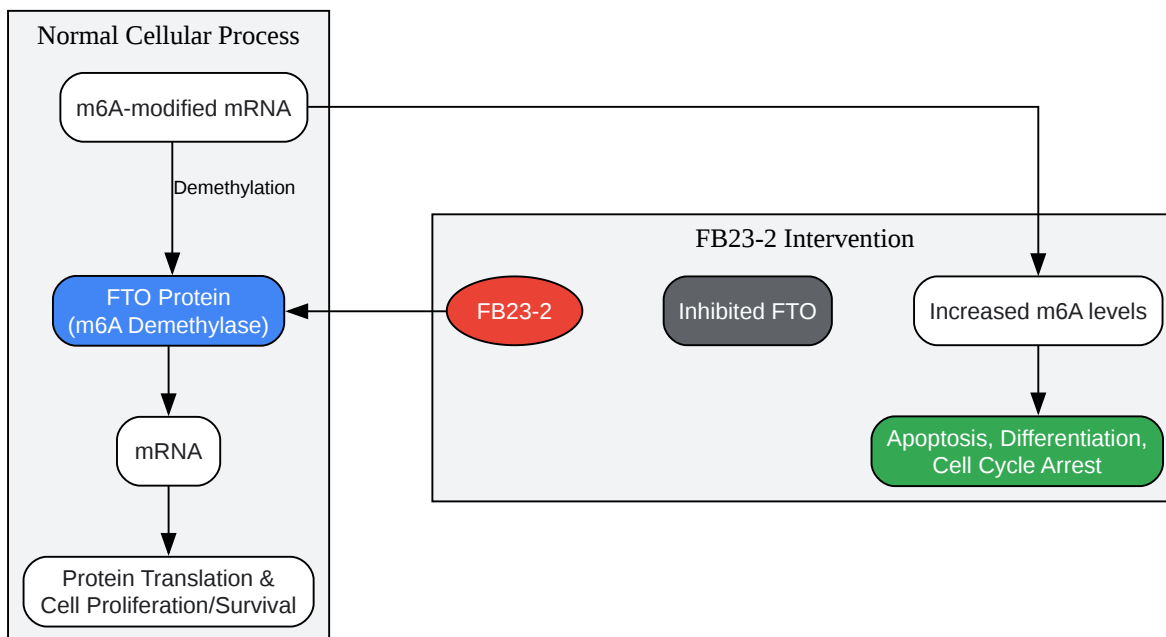 Normal Cellular Process
m6A-modified mRNA
Demethylation
FTO Protein
(m6A Demethylase)
mRNA
Protein Translation &
Cell Proliferation/Survival
FB23-2 Intervention
FB23-2
Inhibited FTO
Increased m6A levels
Apoptosis, Differentiation,
Cell Cycle Arrest